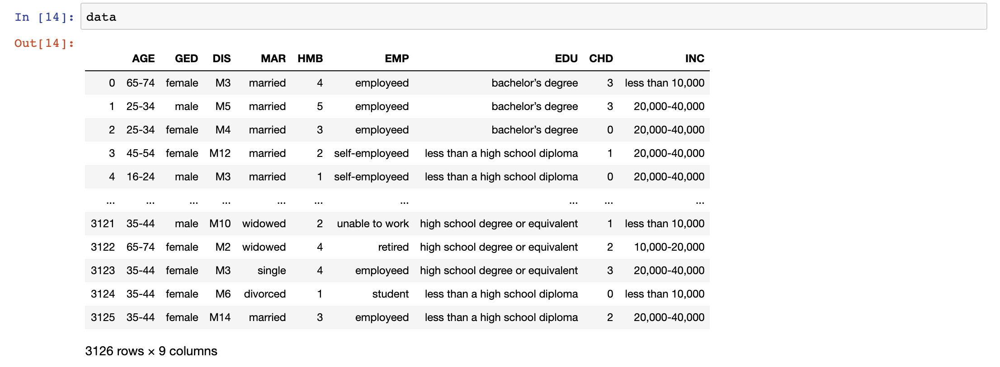 In [14]: data
Out[14]:
AGE GED DIS MAR HMB EMP EDU CHD INC
0 65-74 female M3 married 4 employeed bachelor’s degree 3 less than 10,000
1 25-34 male M5 married 5 employeed bachelor’s degree 3 20,000-40,000
2 25-34 female M4 married 3 employeed bachelor’s degree 0 20,000-40,000
3 45-54 female M12 married 2 self-employeed less than a high school diploma 1 20,000-40,000
4 16-24 male M3 married 1 self-employeed less than a high school diploma 0 20,000-40,000
... ... ... ... ... ... ... ... ... ...
3121 35-44 male M10 widowed 2 unable to work high school degree or equivalent 1 less than 10,000
3122 65-74 female M2 widowed 4 retired high school degree or equivalent 2 10,000-20,000
3123 35-44 female M3 single 4 employeed high school degree or equivalent 3 20,000-40,000
3124 35-44 female M6 divorced 1 student less than a high school diploma 0 less than 10,000
3125 35-44 female M14 married 3 employeed less than a high school diploma 2 20,000-40,000
3126 rows × 9 columns